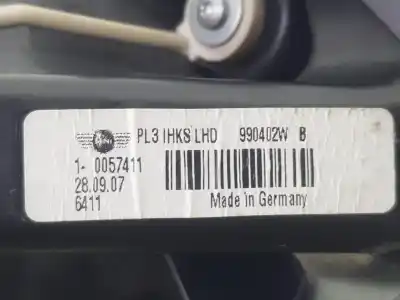 PL3 IHKS LHD 990402W B
1- 0057411
28.09.07
6411 Made in Germany